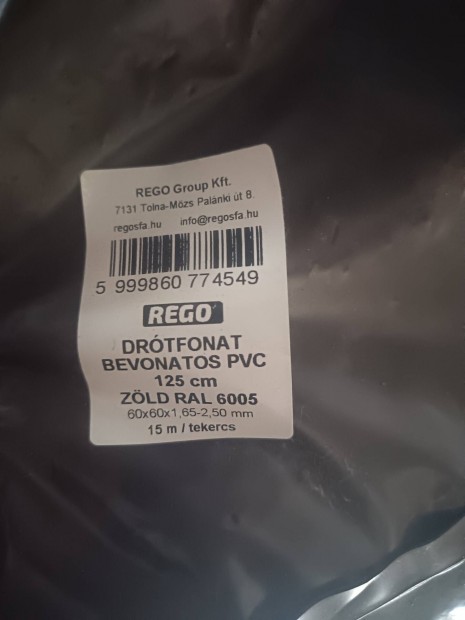 REGO Group Kft.
7131 Tolna-Mözs Palánki út 8.
regosfa.hu info@regosfa.hu
5 999860 774549
REGO
DRÓTFONAT
BEVONATOS PVC
125 cm
ZÖLD RAL 6005
60x60x1,65-2,50 mm
15 m / tekercs